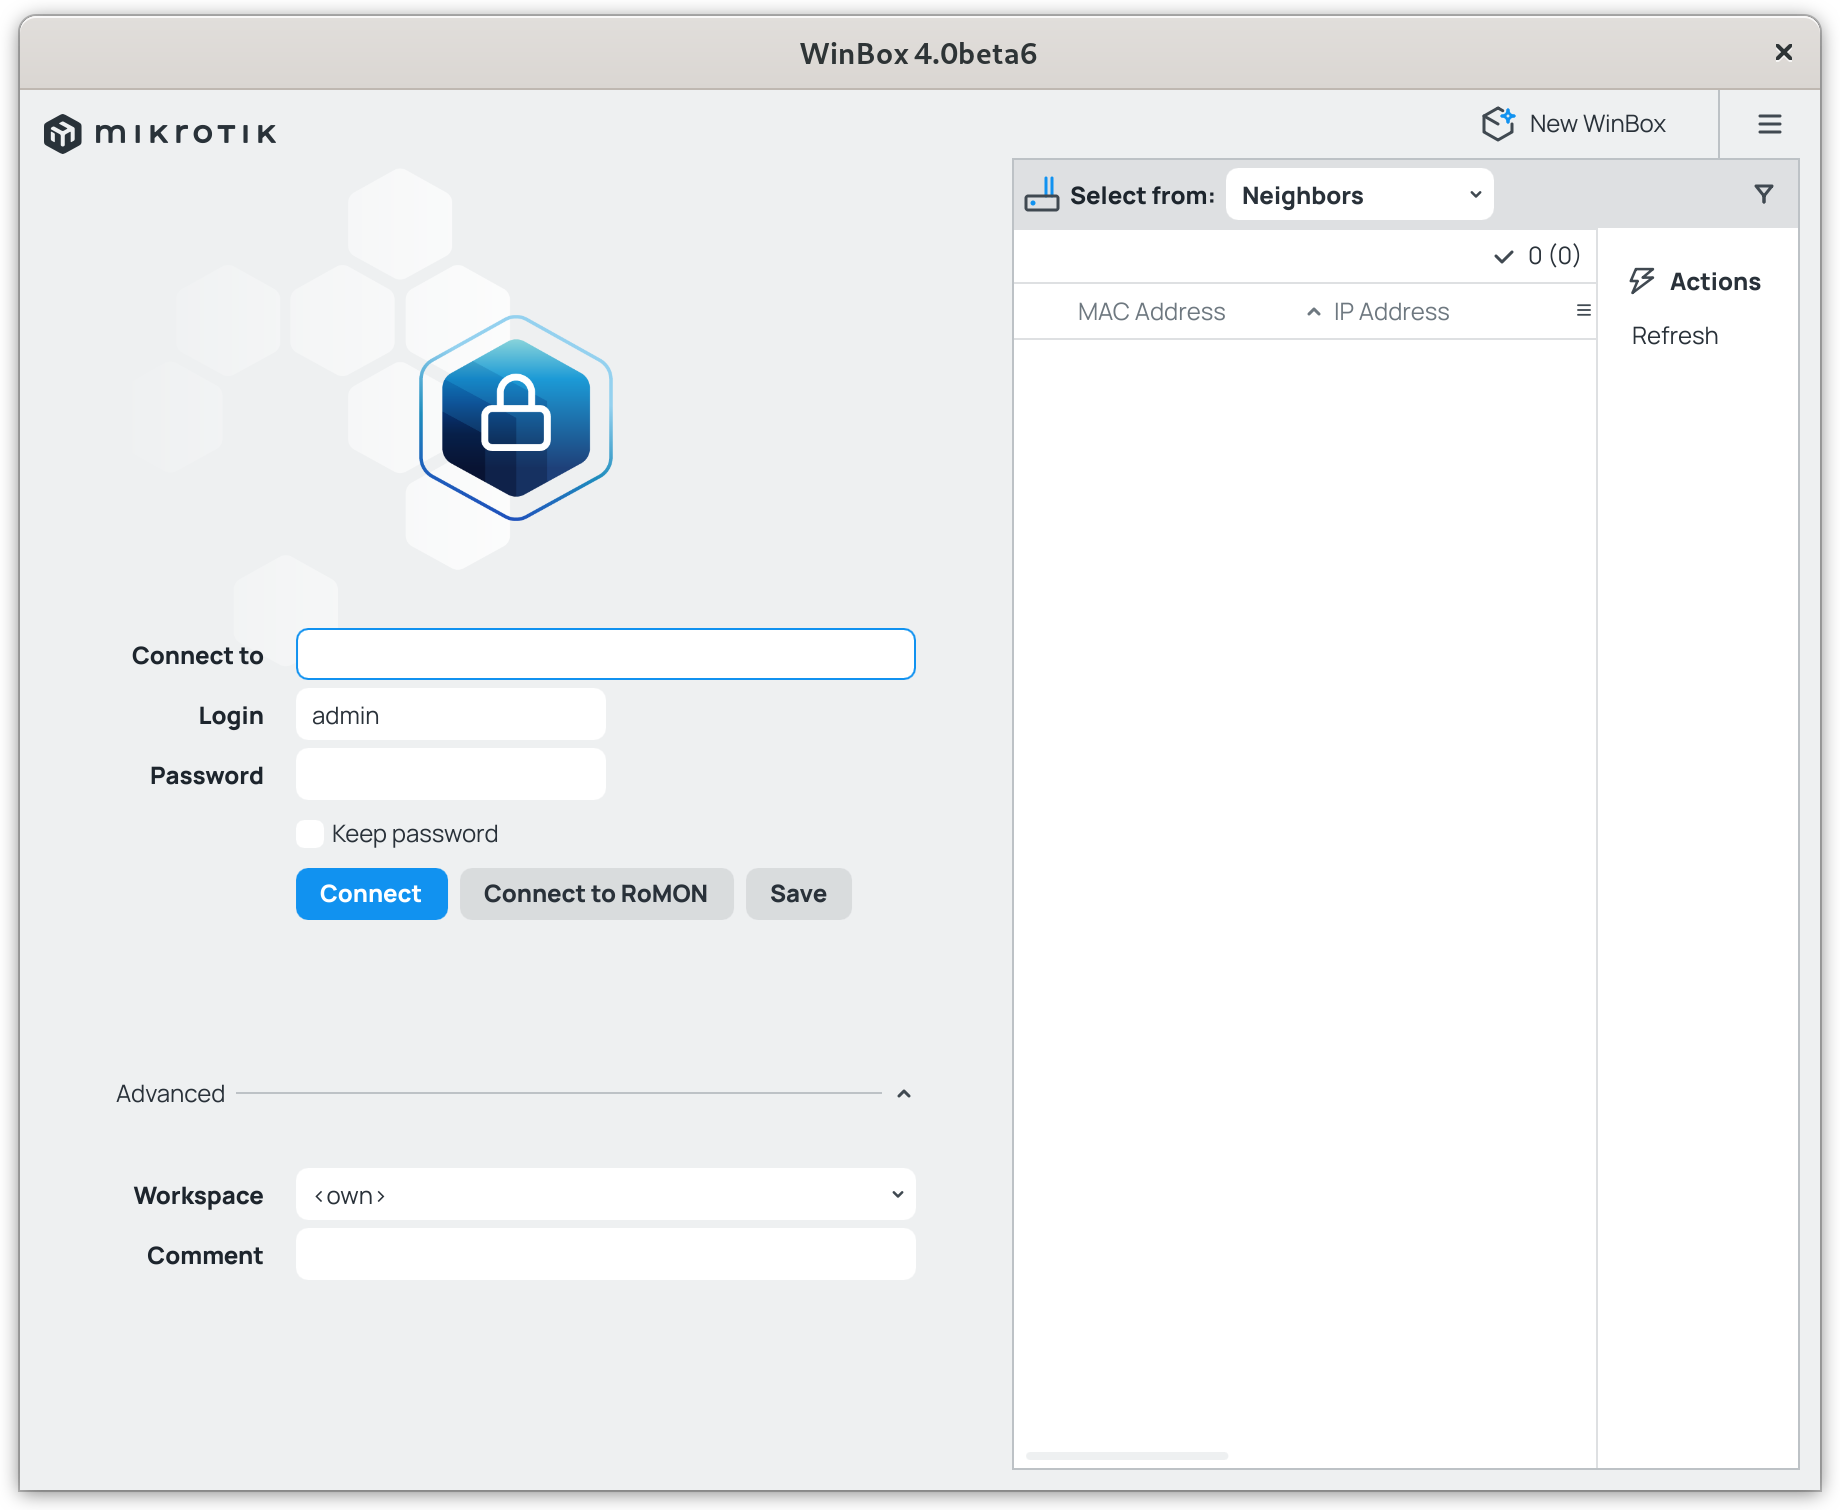 WinBox 4.0beta6
mikrotik
New WinBox
Select from: Neighbors
0 (0)
MAC Address IP Address
Actions
Refresh
Connect to
Login admin
Password
Keep password
Connect Connect to RoMON Save
Advanced
Workspace <own>
Comment